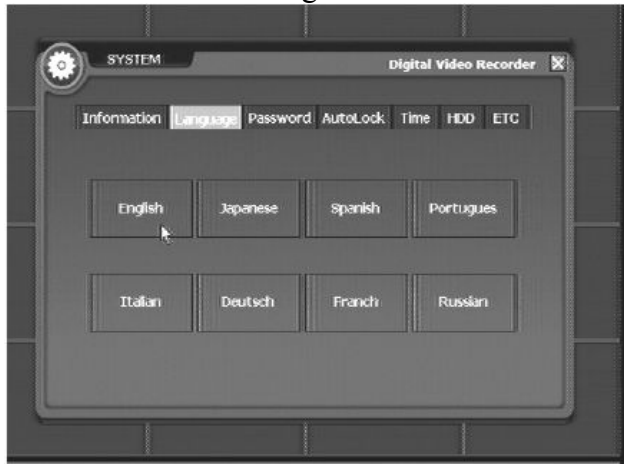 SYSTEM
Digital Video Recorder
Information Language Password AutoLock Time HDD ETC
English Japanese Spanish Portugues
Italian Deutsch Franch Russian